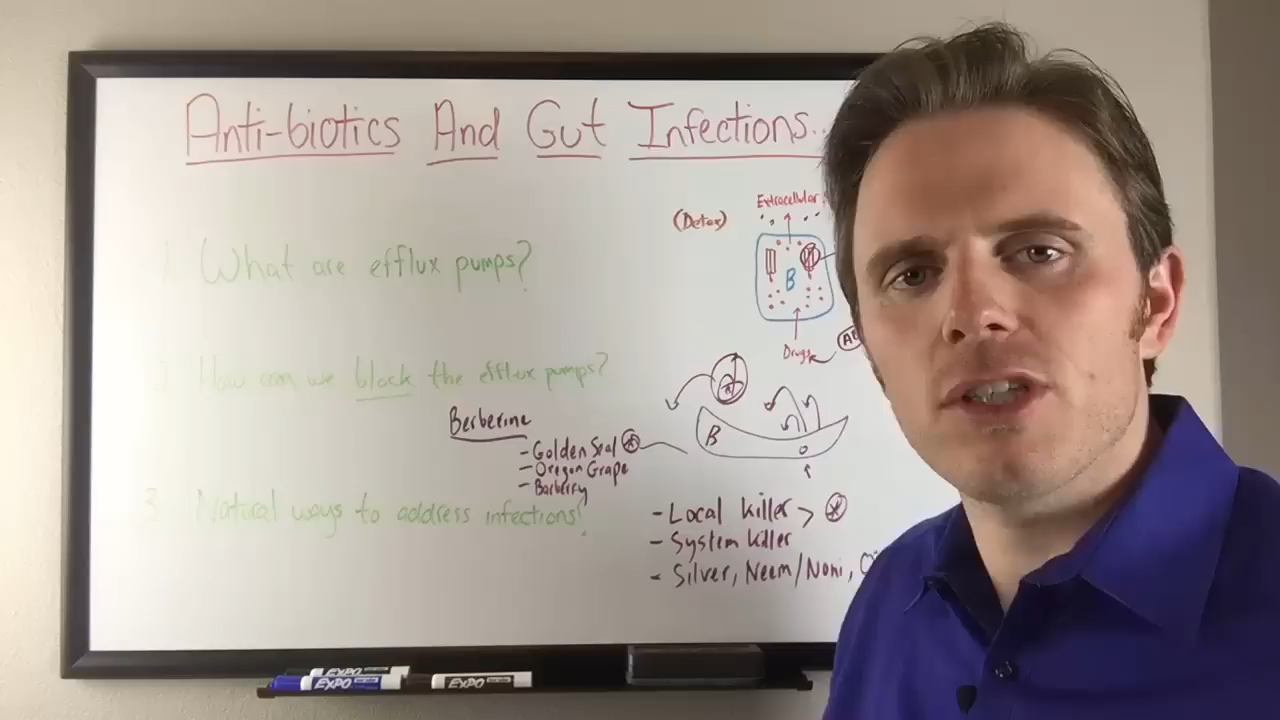 Anti-biotics And Gut Infections..
(Detox)
Extracellular
1. What are efflux pumps?
B
Drugs
2. How can we block the efflux pumps?
Berberine
- Golden Seal
- Oregon Grape
- Barberry
B
3. Natural ways to address infections?
- Local killer >
- System killer
- Silver, Neem/Noni,
EXPO
EXPO
EXPO